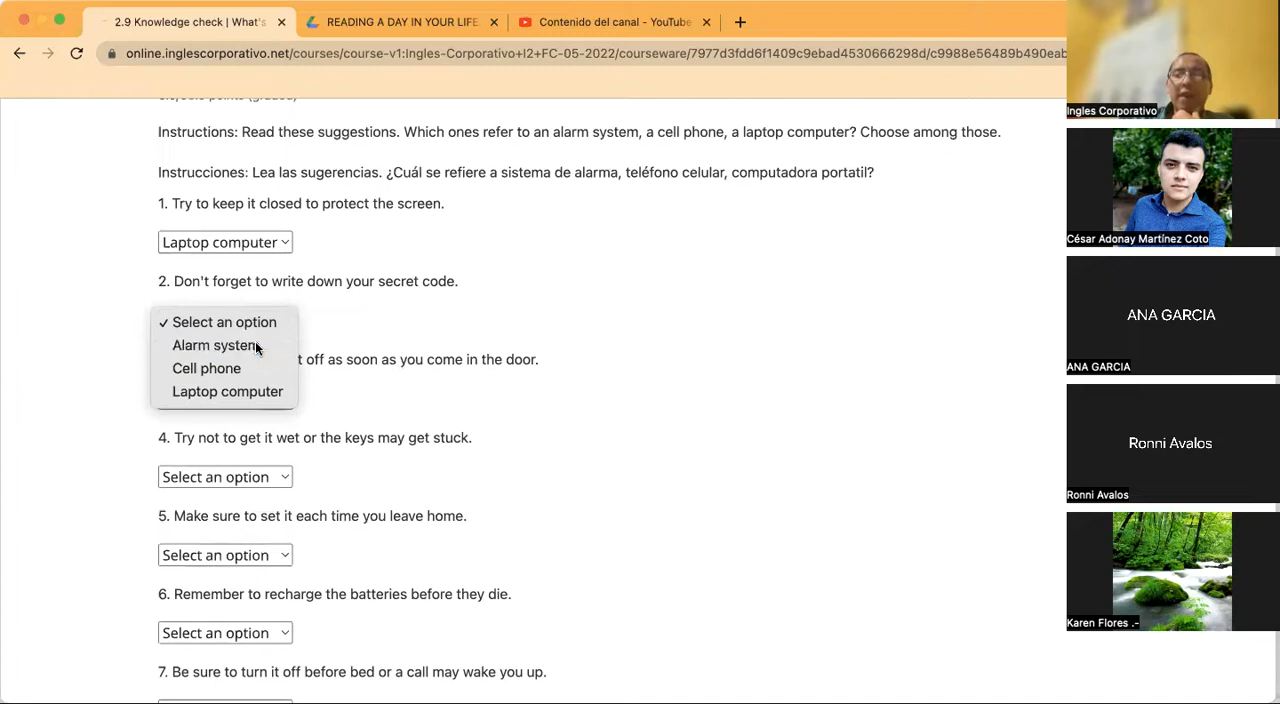 2.9 Knowledge check | What's
READING A DAY IN YOUR LIFE
Contenido del canal - YouTube
online.inglescorporativo.net/courses/course-v1:Ingles-Corporativo+I2+FC-05-2022/courseware/7977d3fdd6f1409c9ebad4530666298d/c9988e56489b490eab
Instructions: Read these suggestions. Which ones refer to an alarm system, a cell phone, a laptop computer? Choose among those.
Instrucciones: Lea las sugerencias. ¿Cuál se refiere a sistema de alarma, teléfono celular, computadora portatil?
1. Try to keep it closed to protect the screen.
Laptop computer
2. Don't forget to write down your secret code.
✓ Select an option
Alarm system
Cell phone
Laptop computer
t off as soon as you come in the door.
4. Try not to get it wet or the keys may get stuck.
Select an option
5. Make sure to set it each time you leave home.
Select an option
6. Remember to recharge the batteries before they die.
Select an option
7. Be sure to turn it off before bed or a call may wake you up.
Ingles Corporativo
César Adonay Martínez Coto
ANA GARCIA
ANA GARCIA
Ronni Avalos
Ronni Avalos
Karen Flores .-